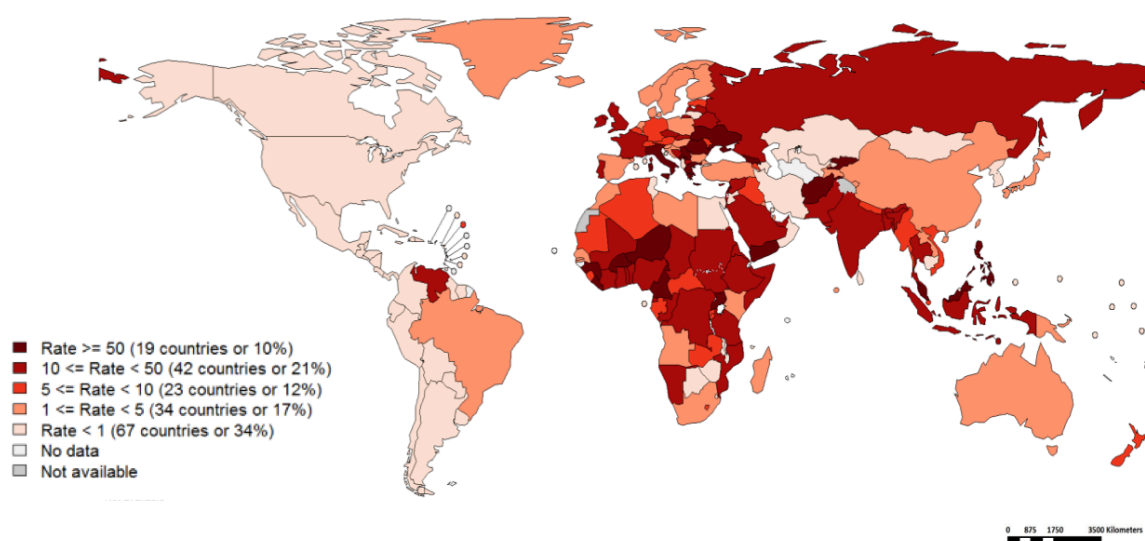 Rate >= 50 (19 countries or 10%)
10 <= Rate < 50 (42 countries or 21%)
5 <= Rate < 10 (23 countries or 12%)
1 <= Rate < 5 (34 countries or 17%)
Rate < 1 (67 countries or 34%)
No data
Not available
0 875 1750 3500 Kilometers